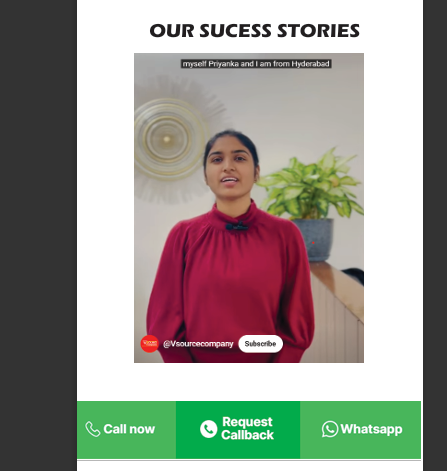 OUR SUCESS STORIES
myself Priyanka and I am from Hyderabad
@Vsourcecompany Subscribe
Call now
Request
Callback
Whatsapp